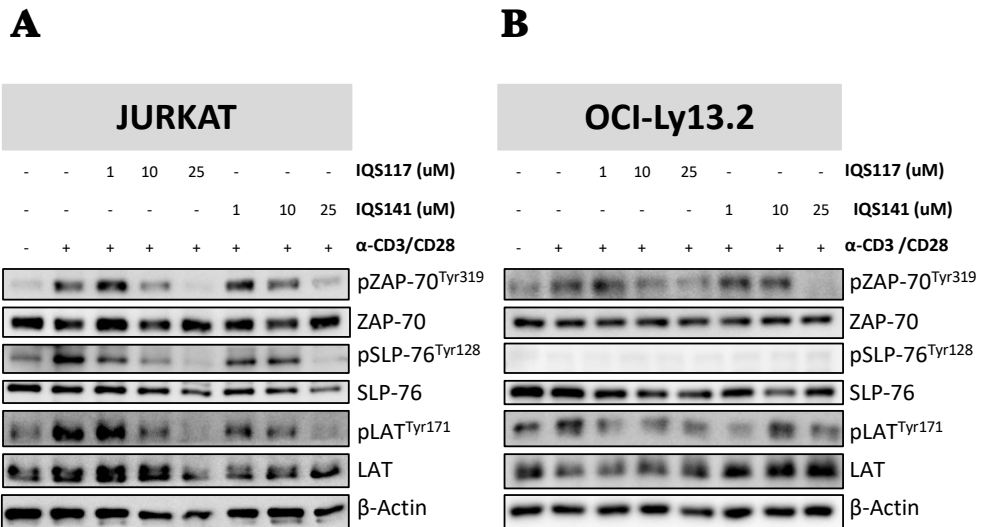 A
JURKAT
- - 1 10 25 - - - IQS117 (uM)
- - - - - 1 10 25 IQS141 (uM)
- + + + + + + + α-CD3/CD28
pZAP-70Tyr319
ZAP-70
pSLP-76Tyr128
SLP-76
pLATTyr171
LAT
β-Actin
B
OCI-Ly13.2
- - 1 10 25 - - - IQS117 (uM)
- - - - - 1 10 25 IQS141 (uM)
- + + + + + + + α-CD3 /CD28
pZAP-70Tyr319
ZAP-70
pSLP-76Tyr128
SLP-76
pLATTyr171
LAT
β-Actin